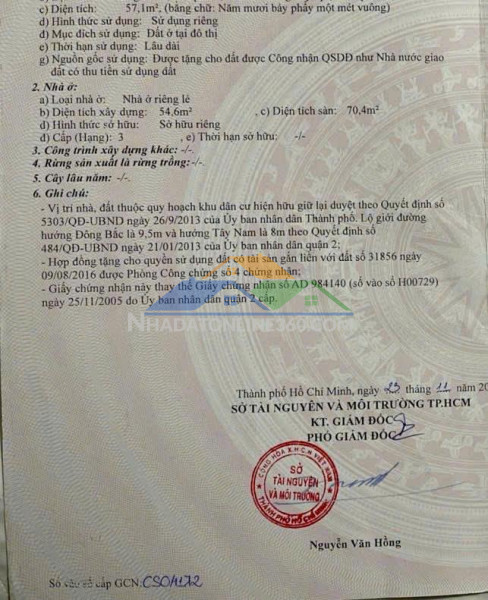 c) Diện tích: 57,1m², (bằng chữ: Năm mươi bảy phẩy một mét vuông)
d) Hình thức sử dụng: Sử dụng riêng
đ) Mục đích sử dụng: Đất ở tại đô thị
e) Thời hạn sử dụng: Lâu dài
g) Nguồn gốc sử dụng: Được tặng cho đất được Công nhận QSDĐ như Nhà nước giao
đất có thu tiền sử dụng đất
2. Nhà ở:
a) Loại nhà ở: Nhà ở riêng lẻ
b) Diện tích xây dựng: 54,6m², c) Diện tích sàn: 70,4m²
d) Hình thức sở hữu: Sở hữu riêng
đ) Cấp (Hạng): 3 , e) Thời hạn sở hữu: -/-
3. Công trình xây dựng khác: -/-.
4. Rừng sản xuất là rừng trồng:-/-.
5. Cây lâu năm: -/-.
6. Ghi chú:
- Vị trí nhà, đất thuộc quy hoạch khu dân cư hiện hữu giữ lại duyệt theo Quyết định số
5303/QĐ-UBND ngày 26/9/2013 của Ủy ban nhân dân Thành phố. Lộ giới đường
hướng Đông Bắc là 9,5m và hướng Tây Nam là 8m theo Quyết định số
484/QĐ-UBND ngày 21/01/2013 của Ủy ban quận 2;
- Hợp đồng tặng cho quyền sử dụng đất có tài sản gắn liền với đất số 31856 ngày
09/08/2016 được Phòng Công chứng số 4 chứng nhận;
- Giấy chứng nhận này thay thế Giấy chứng nhận số AD 984140 (số vào sổ H00729)
ngày 25/11/2005 do Ủy ban nhân dân quận 2 cấp.
NHADATONLINE360.COM
Thành phố Hồ Chí Minh, ngày 23 tháng 11 năm 20
SỞ TÀI NGUYÊN VÀ MÔI TRƯỜNG TP.HCM
KT. GIÁM ĐỐC
PHÓ GIÁM ĐỐC
CỘNG HÒA X.H.C.N VIỆT NAM
SỞ
TÀI NGUYÊN
VÀ MÔI TRƯỜNG
THÀNH PHỐ HỒ CHÍ MINH
Nguyễn Văn Hồng
Số vào sổ cấp GCN: CS04172